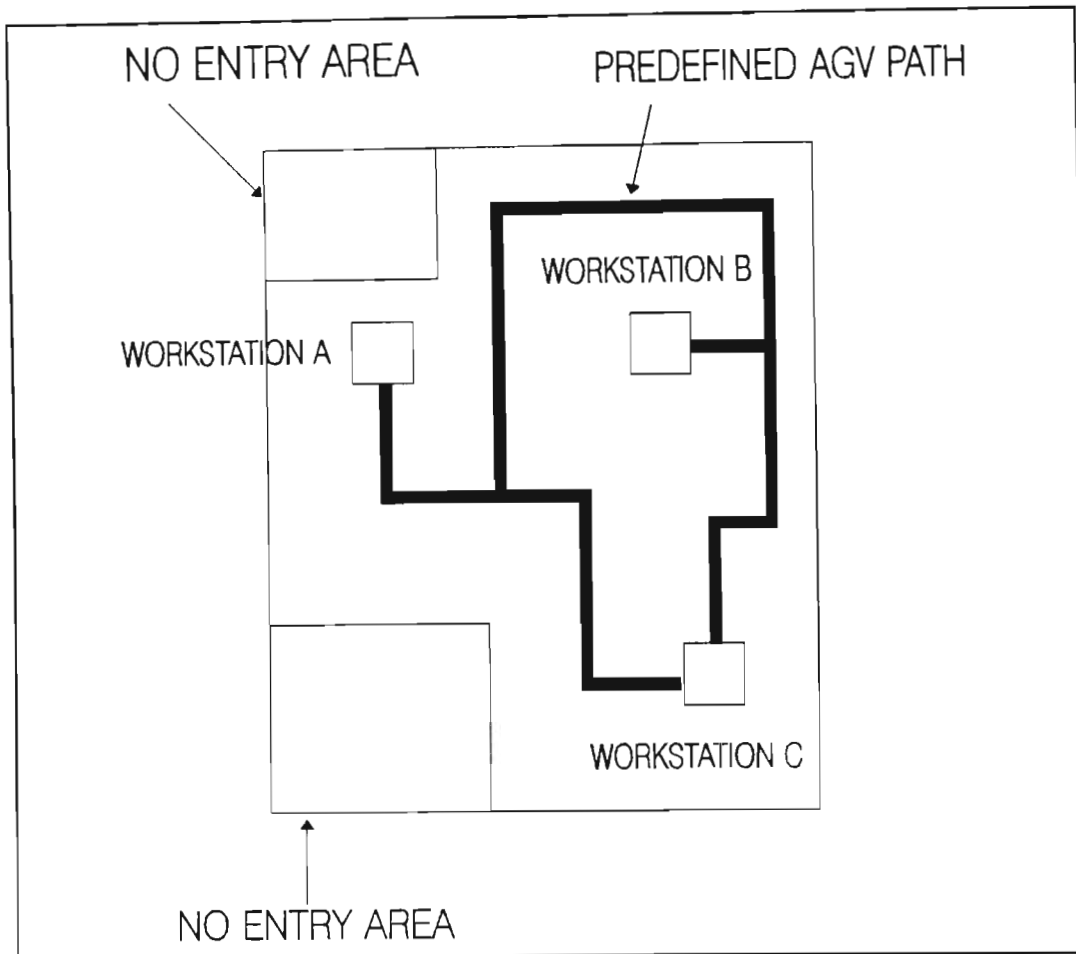 NO ENTRY AREA
PREDEFINED AGV PATH
WORKSTATION B
WORKSTATION A
WORKSTATION C
NO ENTRY AREA